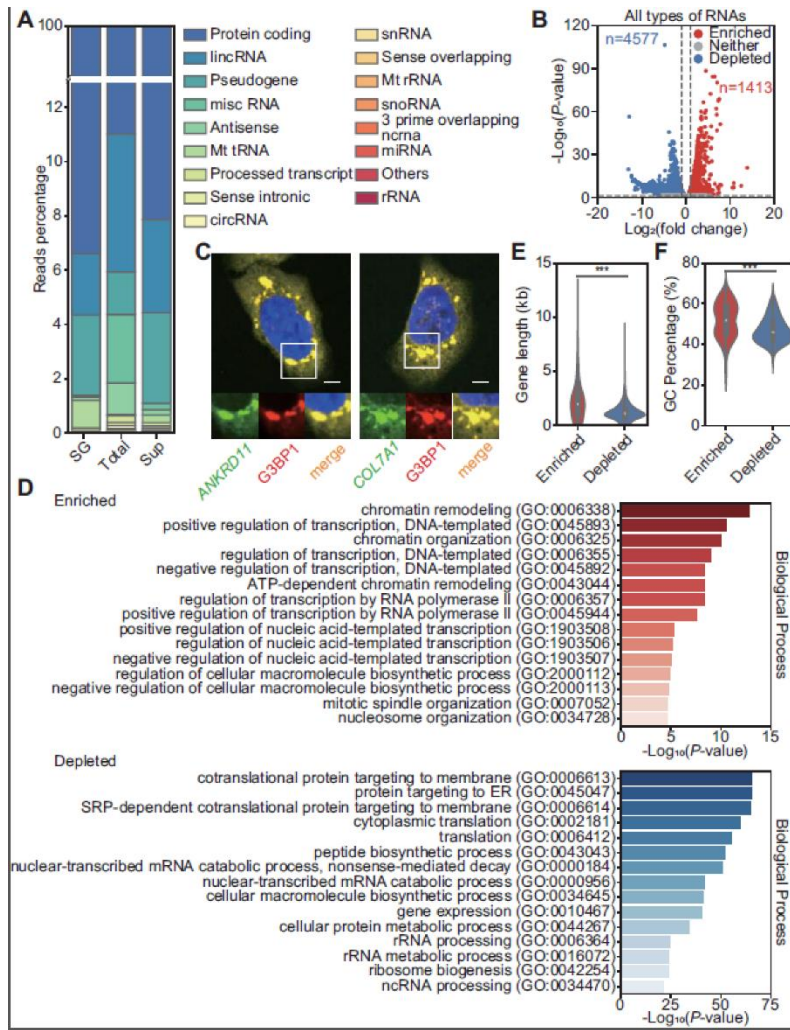 A
Reads percentage
100
12
10
8
6
4
2
0
SG
Total
Sup
Protein coding
lincRNA
Pseudogene
misc RNA
Antisense
Mt tRNA
Processed transcript
Sense intronic
circRNA
snRNA
Sense overlapping
Mt rRNA
snoRNA
3 prime overlapping
ncrna
miRNA
Others
rRNA
B
All types of RNAs
n=4577
Enriched
Neither
Depleted
n=1413
-Log₁₀(P-value)
120
90
60
30
0
-20
-10
0
10
20
Log₂(fold change)
C
ANKRD11
G3BP1
merge
COL7A1
G3BP1
merge
E
Gene length (kb)
15
10
5
0
***
Enriched
Depleted
F
GC Percentage (%)
80
60
40
20
0
***
Enriched
Depleted
D
Enriched
chromatin remodeling (GO:0006338)
positive regulation of transcription, DNA-templated (GO:0045893)
chromatin organization (GO:0006325)
regulation of transcription, DNA-templated (GO:0006355)
negative regulation of transcription, DNA-templated (GO:0045892)
ATP-dependent chromatin remodeling (GO:0043044)
regulation of transcription by RNA polymerase II (GO:0006357)
positive regulation of transcription by RNA polymerase II (GO:0045944)
positive regulation of nucleic acid-templated transcription (GO:1903508)
regulation of nucleic acid-templated transcription (GO:1903506)
negative regulation of nucleic acid-templated transcription (GO:1903507)
regulation of cellular macromolecule biosynthetic process (GO:2000112)
negative regulation of cellular macromolecule biosynthetic process (GO:2000113)
mitotic spindle organization (GO:0007052)
nucleosome organization (GO:0034728)
Biological Process
0
5
10
15
-Log₁₀(P-value)
Depleted
cotranslational protein targeting to membrane (GO:0006613)
protein targeting to ER (GO:0045047)
SRP-dependent cotranslational protein targeting to membrane (GO:0006614)
cytoplasmic translation (GO:0002181)
translation (GO:0006412)
peptide biosynthetic process (GO:0043043)
nuclear-transcribed mRNA catabolic process, nonsense-mediated decay (GO:0000184)
nuclear-transcribed mRNA catabolic process (GO:0000956)
cellular macromolecule biosynthetic process (GO:0034645)
gene expression (GO:0010467)
cellular protein metabolic process (GO:0044267)
rRNA processing (GO:0006364)
rRNA metabolic process (GO:0016072)
ribosome biogenesis (GO:0042254)
ncRNA processing (GO:0034470)
Biological Process
0
25
50
75
-Log₁₀(P-value)